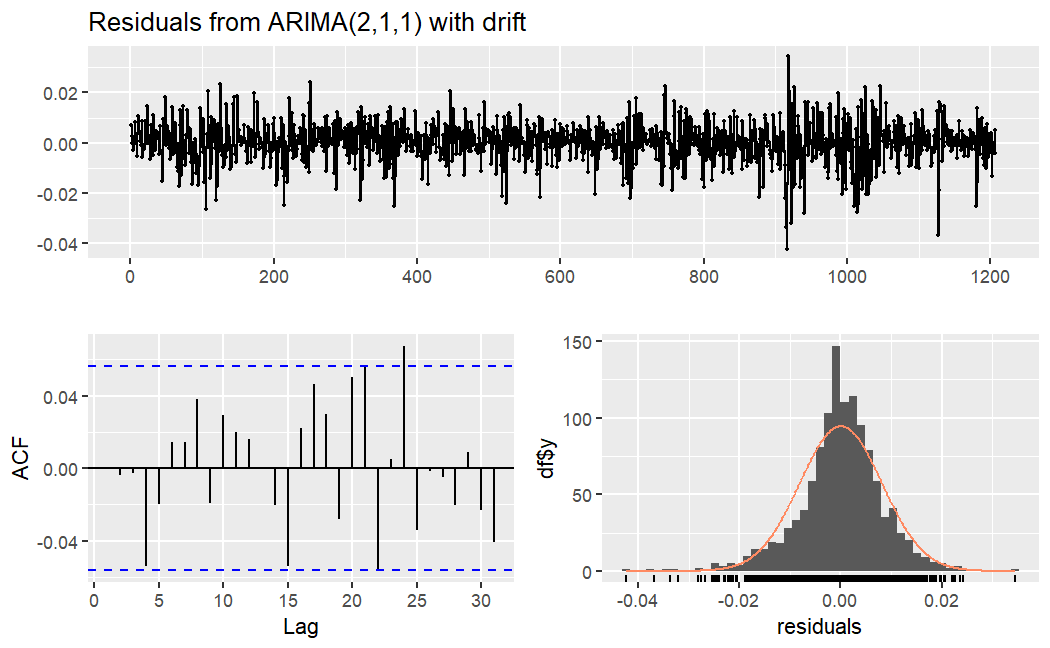 Residuals from ARIMA(2,1,1) with drift
0.02
0.00
-0.02
-0.04
0 200 400 600 800 1000 1200
ACF
0.04
0.00
-0.04
0 5 10 15 20 25 30
Lag
df$y
150
100
50
0
-0.04 -0.02 0.00 0.02
residuals